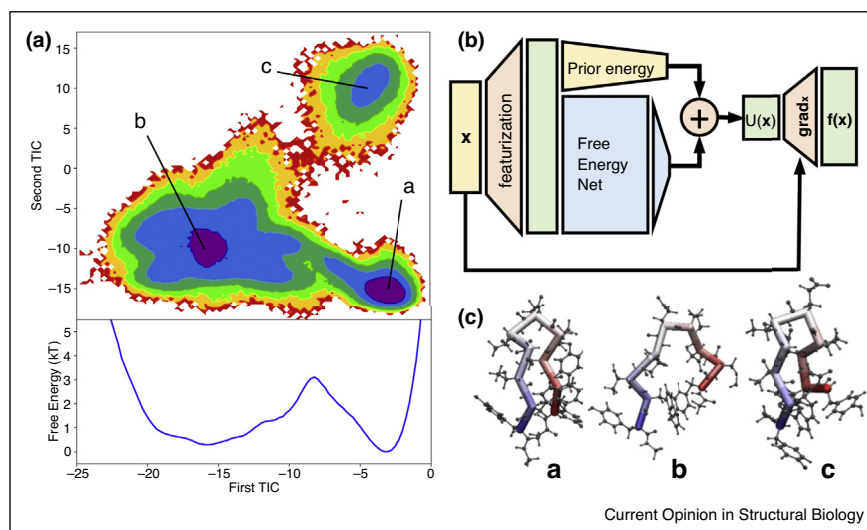 (a)
15
10
5
0
−5
−10
−15
Second TIC
c
b
a
5
4
3
2
1
0
Free Energy (kT)
−25
−20
−15
−10
−5
0
First TIC
(b)
x
featurization
Prior energy
Free
Energy
Net
+
U(x)
gradx
f(x)
(c)
a
b
c
Current Opinion in Structural Biology